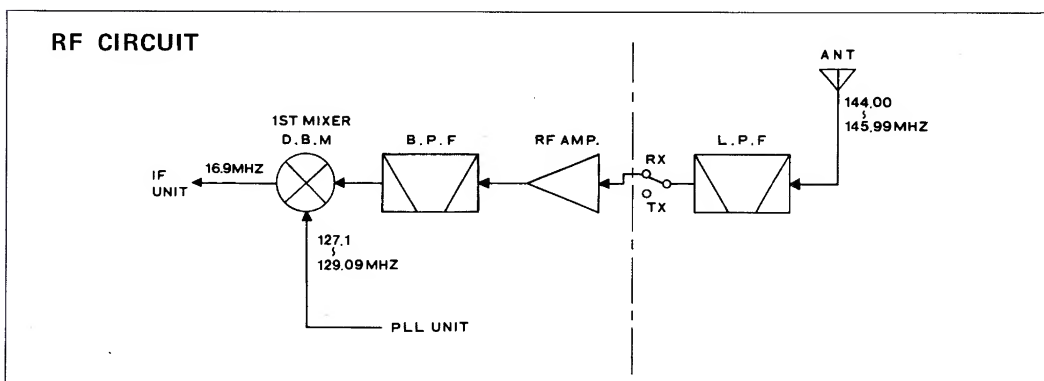 RF CIRCUIT
ANT
144.00
∫
145.99MHZ
1ST MIXER
D.B.M
B.P.F
RF AMP.
RX
L.P.F
16.9MHZ
IF
UNIT
TX
127.1
∫
129.09MHZ
PLL UNIT